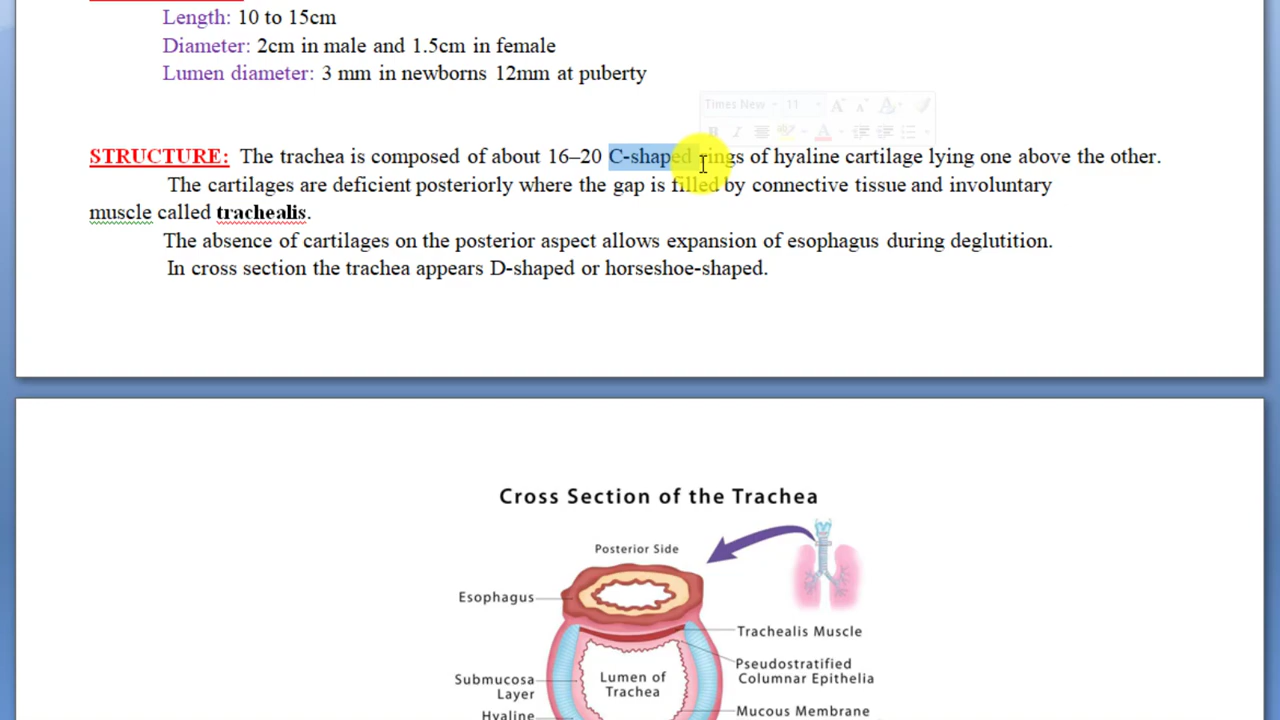 Length: 10 to 15cm
Diameter: 2cm in male and 1.5cm in female
Lumen diameter: 3 mm in newborns 12mm at puberty
Times New 11
STRUCTURE: The trachea is composed of about 16–20 C-shaped rings of hyaline cartilage lying one above the other.
The cartilages are deficient posteriorly where the gap is filled by connective tissue and involuntary
muscle called trachealis.
The absence of cartilages on the posterior aspect allows expansion of esophagus during deglutition.
In cross section the trachea appears D-shaped or horseshoe-shaped.
Cross Section of the Trachea
Posterior Side
Esophagus
Trachealis Muscle
Pseudostratified
Columnar Epithelia
Lumen of
Trachea
Submucosa
Layer
Mucous Membrane
Hyaline